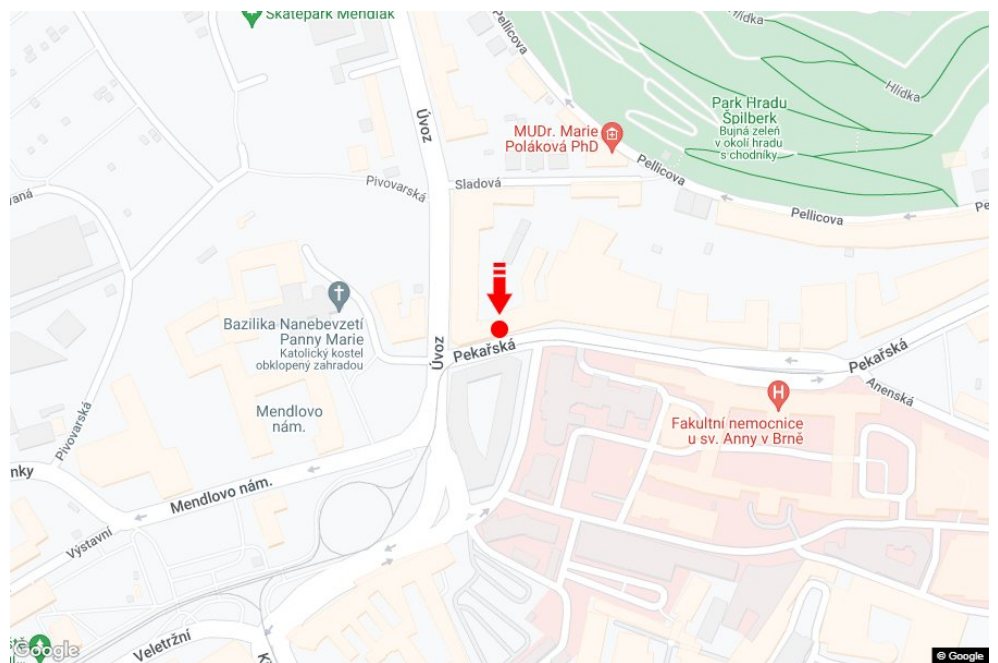 Skatepark Mendlák
Pellicova
Hlídka
Hlídka
Úvoz
MUDr. Marie
Poláková PhD
Park Hradu
Špilberk
Bujná zeleň
v okolí hradu
s chodníky
Pellicova
Pivovarská
Sladová
Pellicova
Pe
aná
Bazilika Nanebevzetí
Panny Marie
Katolický kostel
obklopený zahradou
Úvoz
Pekařská
Pekařská
Anenská
Mendlovo
nám.
Fakultní nemocnice
u sv. Anny v Brně
Pivovarská
nky
Mendlovo nám.
Výstavní
Veletržní
Google
© Google